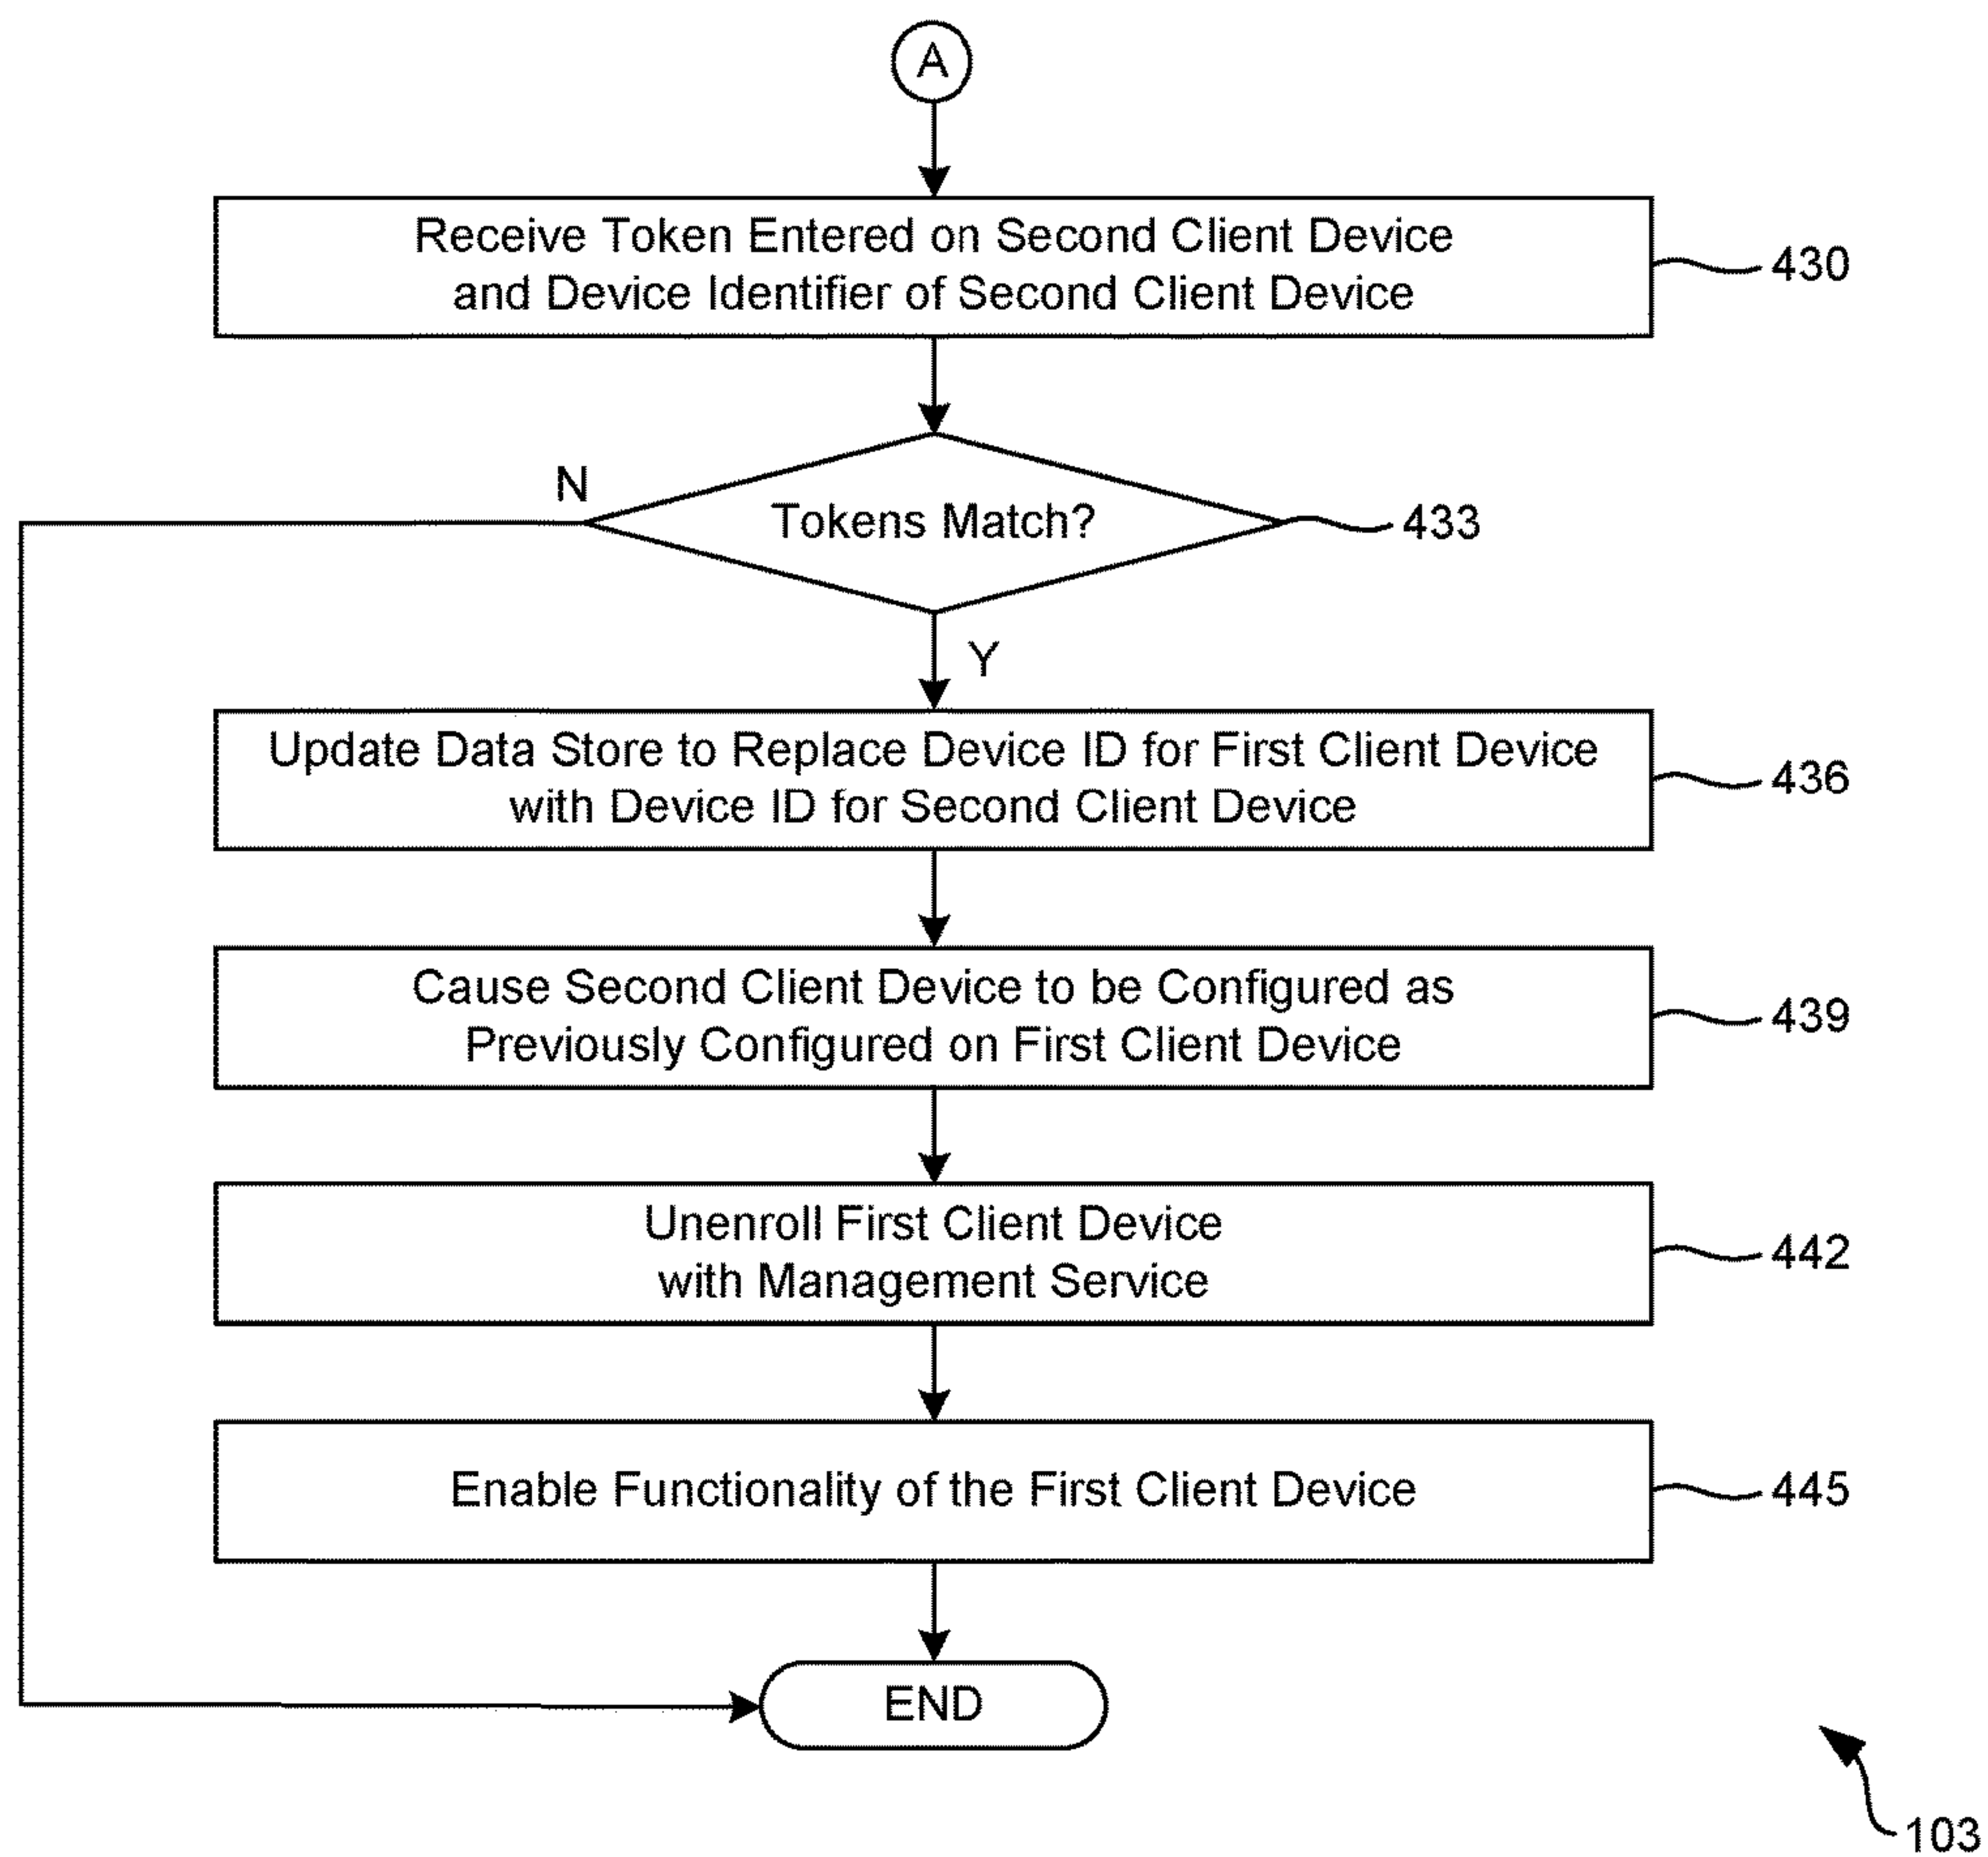 A
Receive Token Entered on Second Client Device
and Device Identifier of Second Client Device
430
N
Tokens Match?
433
Y
Update Data Store to Replace Device ID for First Client Device
with Device ID for Second Client Device
436
Cause Second Client Device to be Configured as
Previously Configured on First Client Device
439
Unenroll First Client Device
with Management Service
442
Enable Functionality of the First Client Device
445
END
103